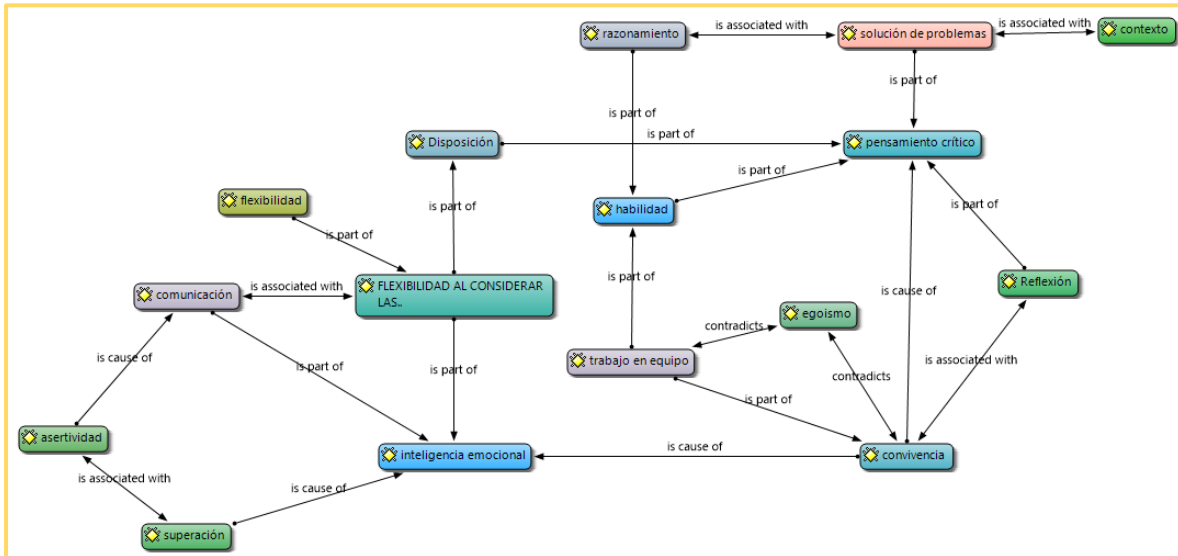 is associated with
is associated with
razonamiento
solución de problemas
contexto
is part of
is part of
Disposición
is part of
pensamiento crítico
is part of
flexibilidad
habilidad
is part of
is part of
is part of
is associated with
FLEXIBILIDAD AL CONSIDERAR
LAS..
is part of
Reflexión
comunicación
is cause of
egoismo
contradicts
is cause of
trabajo en equipo
is associated with
is part of
is part of
contradicts
is part of
asertividad
inteligencia emocional
is cause of
convivencia
is associated with
is cause of
superación